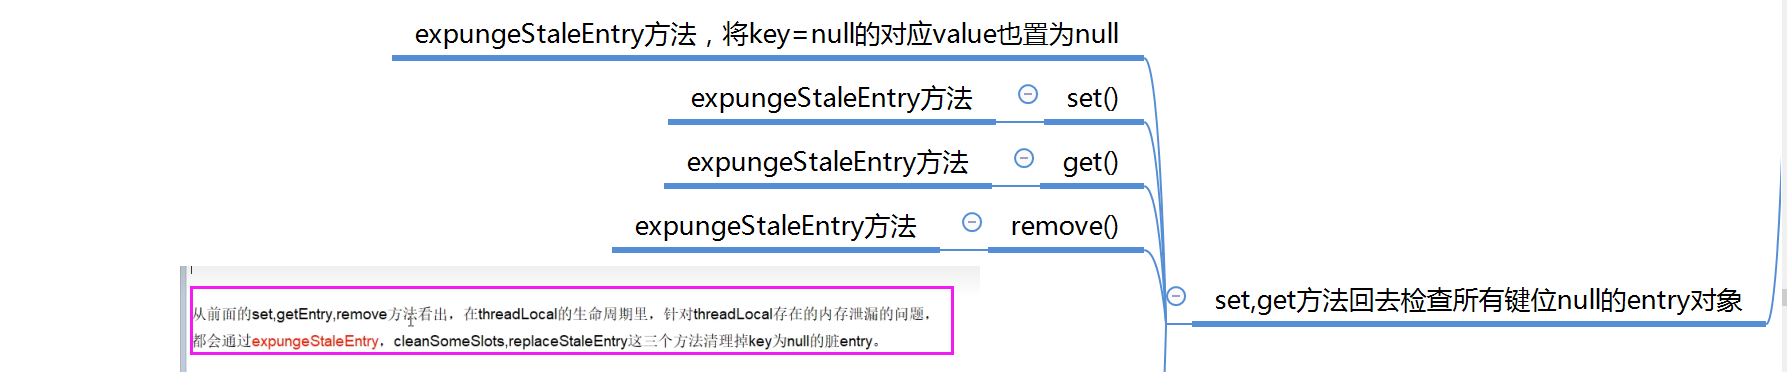 expungeStaleEntry方法，将key=null的对应value也置为null
expungeStaleEntry方法 set()
expungeStaleEntry方法 get()
expungeStaleEntry方法 remove()
set,get方法回去检查所有键位null的entry对象
从前面的set,getEntry,remove方法看出，在threadLocal的生命周期里，针对threadLocal存在的内存泄漏的问题，
都会通过expungeStaleEntry，cleanSomeSlots,replaceStaleEntry这三个方法清理掉key为null的脏entry。